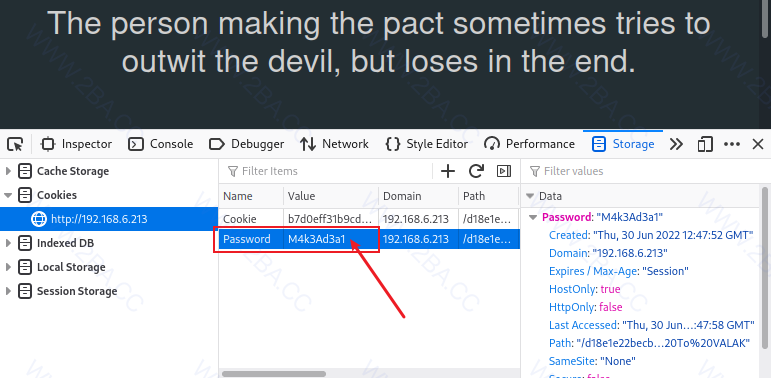 The person making the pact sometimes tries to
outwit the devil, but loses in the end.
Inspector Console Debugger Network Style Editor Performance Storage
Cache Storage
Cookies
http://192.168.6.213
Indexed DB
Local Storage
Session Storage
Filter Items
Name Value Domain Path
Cookie b7d0eff31b9cd... 192.168.6.213 /d18e1e...
Password M4k3Ad3a1 192.168.6.213 /d18e1e...
Filter values
Data
Password: "M4k3Ad3a1"
Created: "Thu, 30 Jun 2022 12:47:52 GMT"
Domain: "192.168.6.213"
Expires / Max-Age: "Session"
HostOnly: true
HttpOnly: false
Last Accessed: "Thu, 30 Jun...:47:58 GMT"
Path: "/d18e1e22becb...20To%20VALAK"
SameSite: "None"
Secure: false
WWW.2BA.CC